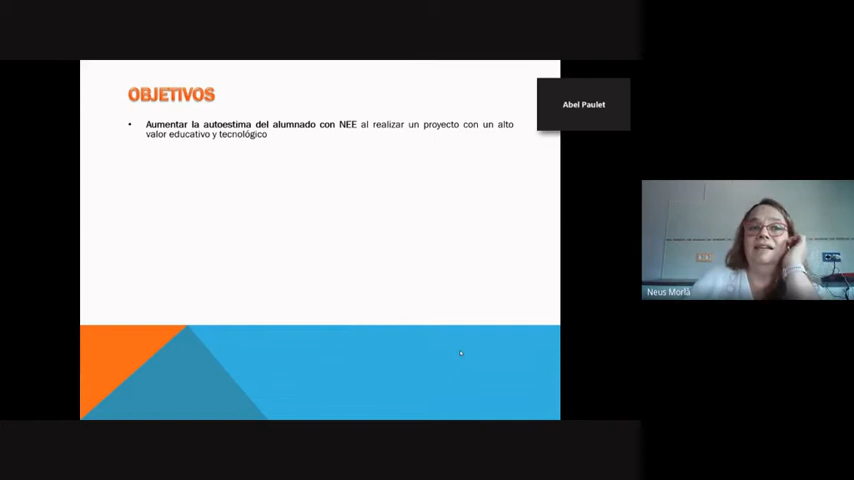 OBJETIVOS
• Aumentar la autoestima del alumnado con NEE al realizar un proyecto con un alto
valor educativo y tecnológico
Abel Paulet
Neus Morlà